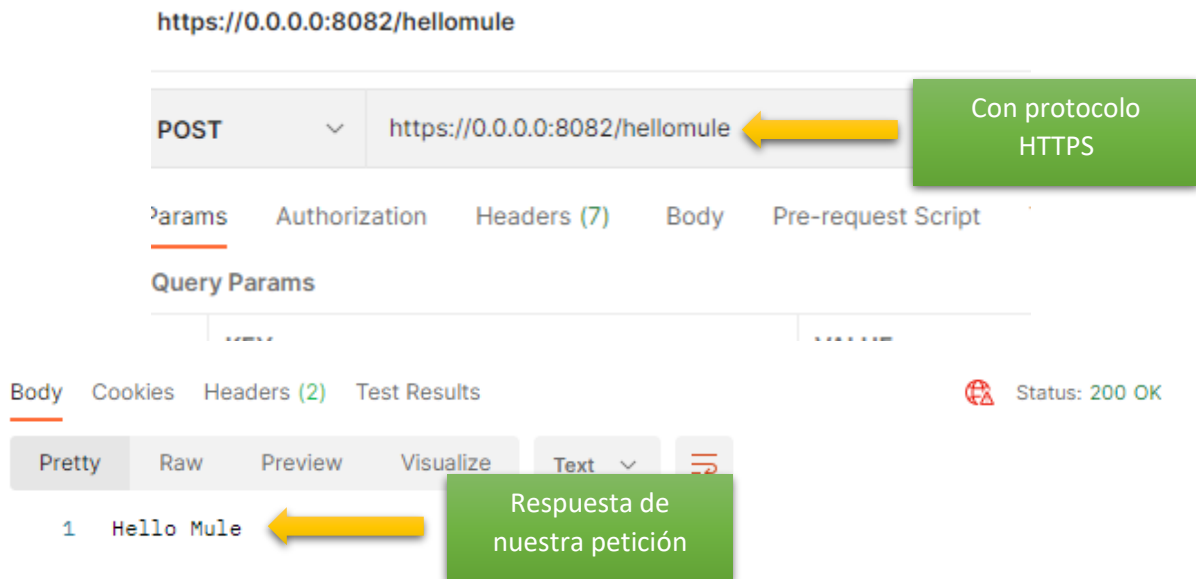 https://0.0.0.0:8082/hellomule
POST https://0.0.0.0:8082/hellomule
Con protocolo
HTTPS
Params Authorization Headers (7) Body Pre-request Script
Query Params
Body Cookies Headers (2) Test Results Status: 200 OK
Pretty Raw Preview Visualize Text
1 Hello Mule
Respuesta de
nuestra petición